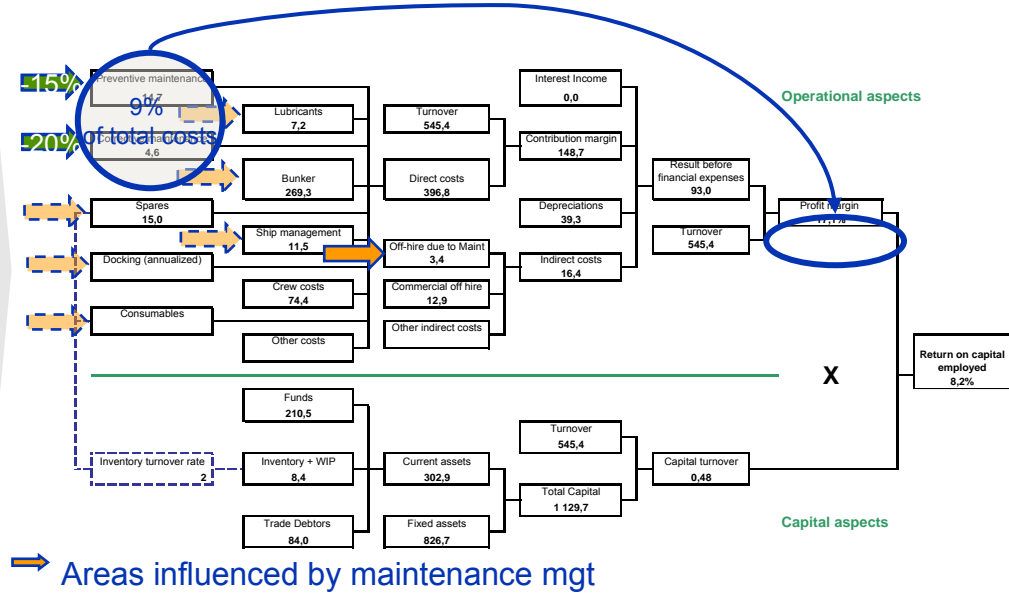 -15%
Preventive maintenance
14,7
9%
of total costs
-20%
4,6
Spares
15,0
Docking (annualized)
Consumables
Lubricants
7,2
Bunker
269,3
Ship management
11,5
Crew costs
74,4
Other costs
Turnover
545,4
Direct costs
396,8
Off-hire due to Maint
3,4
Commercial off hire
12,9
Other indirect costs
Interest Income
0,0
Contribution margin
148,7
Depreciations
39,3
Indirect costs
16,4
Result before
financial expenses
93,0
Turnover
545,4
Operational aspects
Profit margin
17,1%
X
Return on capital
employed
8,2%
Inventory turnover rate
2
Funds
210,5
Inventory + WIP
8,4
Trade Debtors
84,0
Current assets
302,9
Fixed assets
826,7
Turnover
545,4
Total Capital
1 129,7
Capital turnover
0,48
Capital aspects
Areas influenced by maintenance mgt